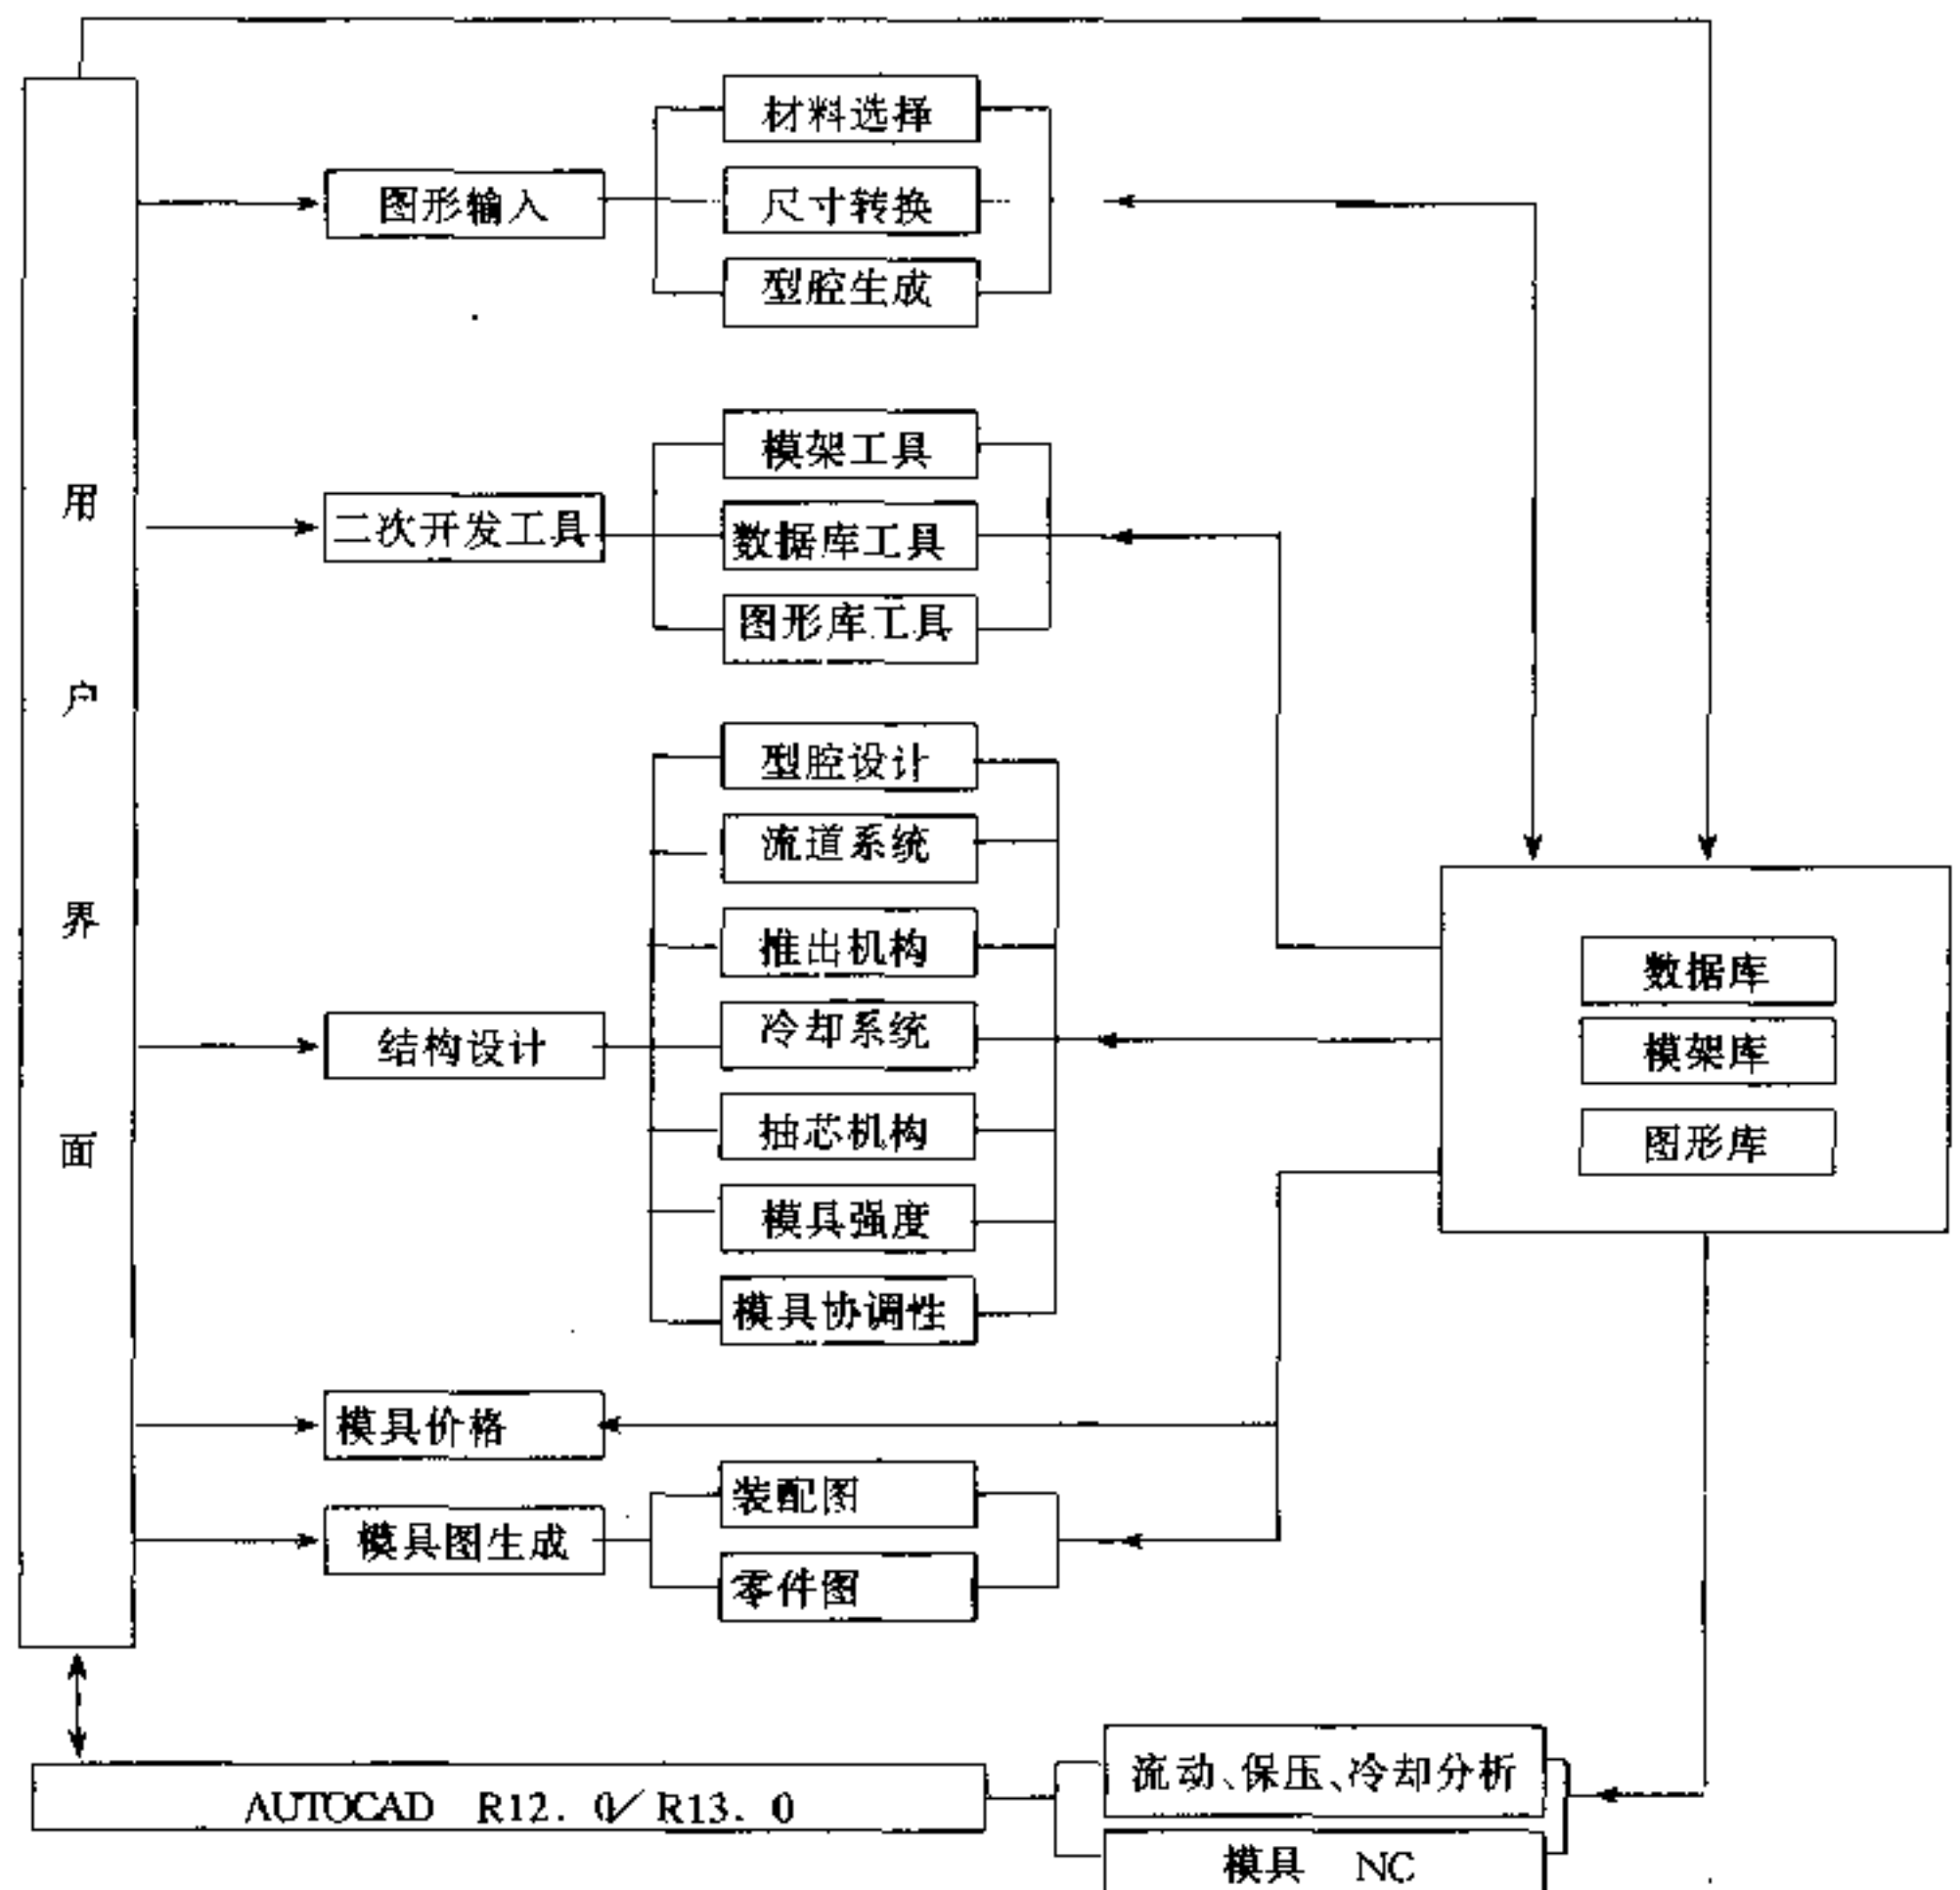 用户界面
图形输入
材料选择
尺寸转换
型腔生成
二次开发工具
模架工具
数据库工具
图形库工具
结构设计
型腔设计
流道系统
推出机构
冷却系统
抽芯机构
模具强度
模具协调性
模具价格
模具图生成
装配图
零件图
数据库
模架库
图形库
AUTOCAD R12.0/R13.0
流动、保压、冷却分析
模具 NC